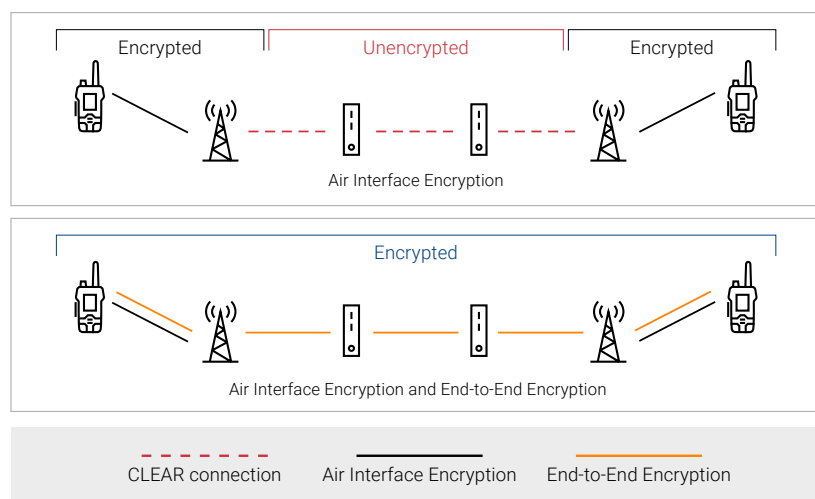 Encrypted Unencrypted Encrypted
Air Interface Encryption
Encrypted
Air Interface Encryption and End-to-End Encryption
CLEAR connection Air Interface Encryption End-to-End Encryption